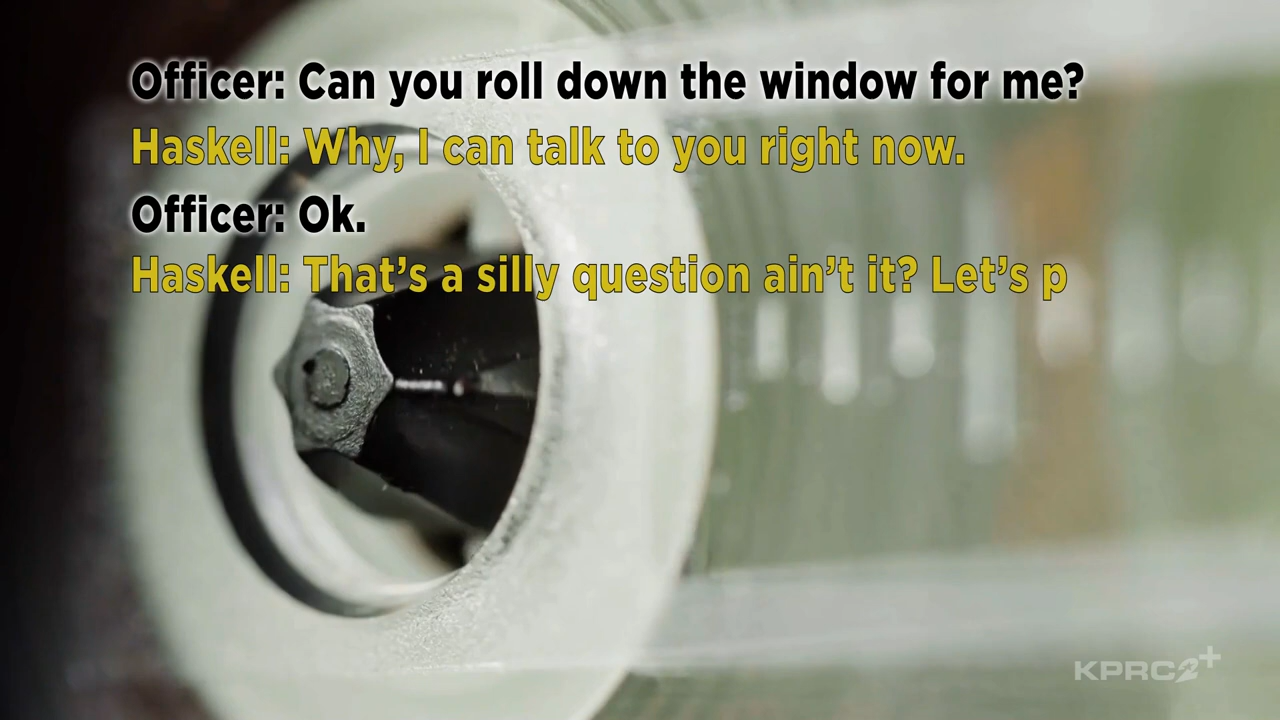 Officer: Can you roll down the window for me?
Haskell: Why, I can talk to you right now.
Officer: Ok.
Haskell: That's a silly question ain't it? Let's p
KPRC2+